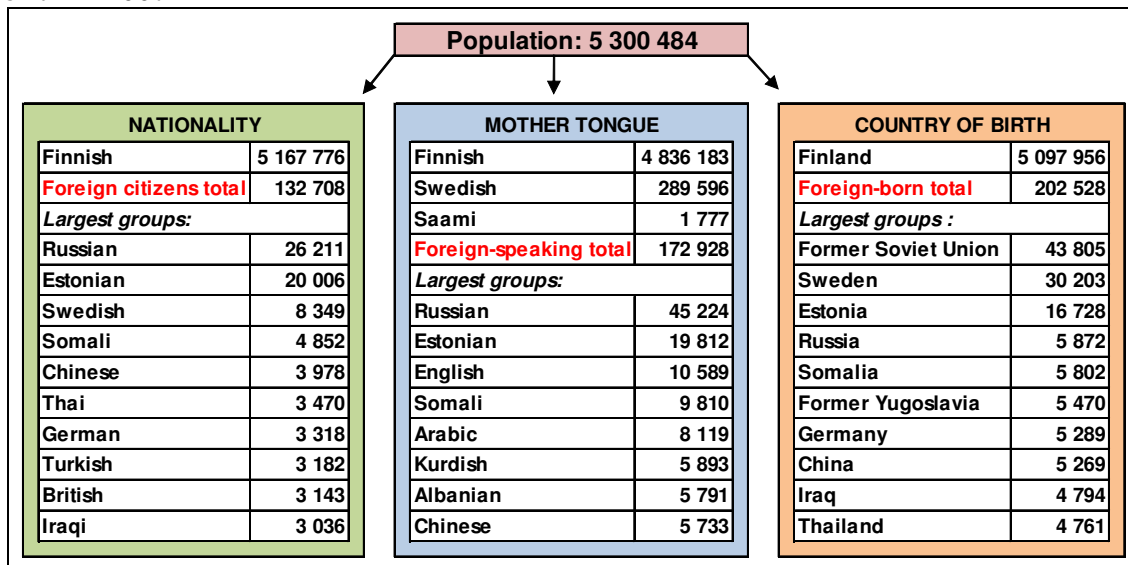 Population: 5 300 484
NATIONALITY
Finnish 5 167 776
Foreign citizens total 132 708
Largest groups:
Russian 26 211
Estonian 20 006
Swedish 8 349
Somali 4 852
Chinese 3 978
Thai 3 470
German 3 318
Turkish 3 182
British 3 143
Iraqi 3 036
MOTHER TONGUE
Finnish 4 836 183
Swedish 289 596
Saami 1 777
Foreign-speaking total 172 928
Largest groups:
Russian 45 224
Estonian 19 812
English 10 589
Somali 9 810
Arabic 8 119
Kurdish 5 893
Albanian 5 791
Chinese 5 733
COUNTRY OF BIRTH
Finland 5 097 956
Foreign-born total 202 528
Largest groups :
Former Soviet Union 43 805
Sweden 30 203
Estonia 16 728
Russia 5 872
Somalia 5 802
Former Yugoslavia 5 470
Germany 5 289
China 5 269
Iraq 4 794
Thailand 4 761